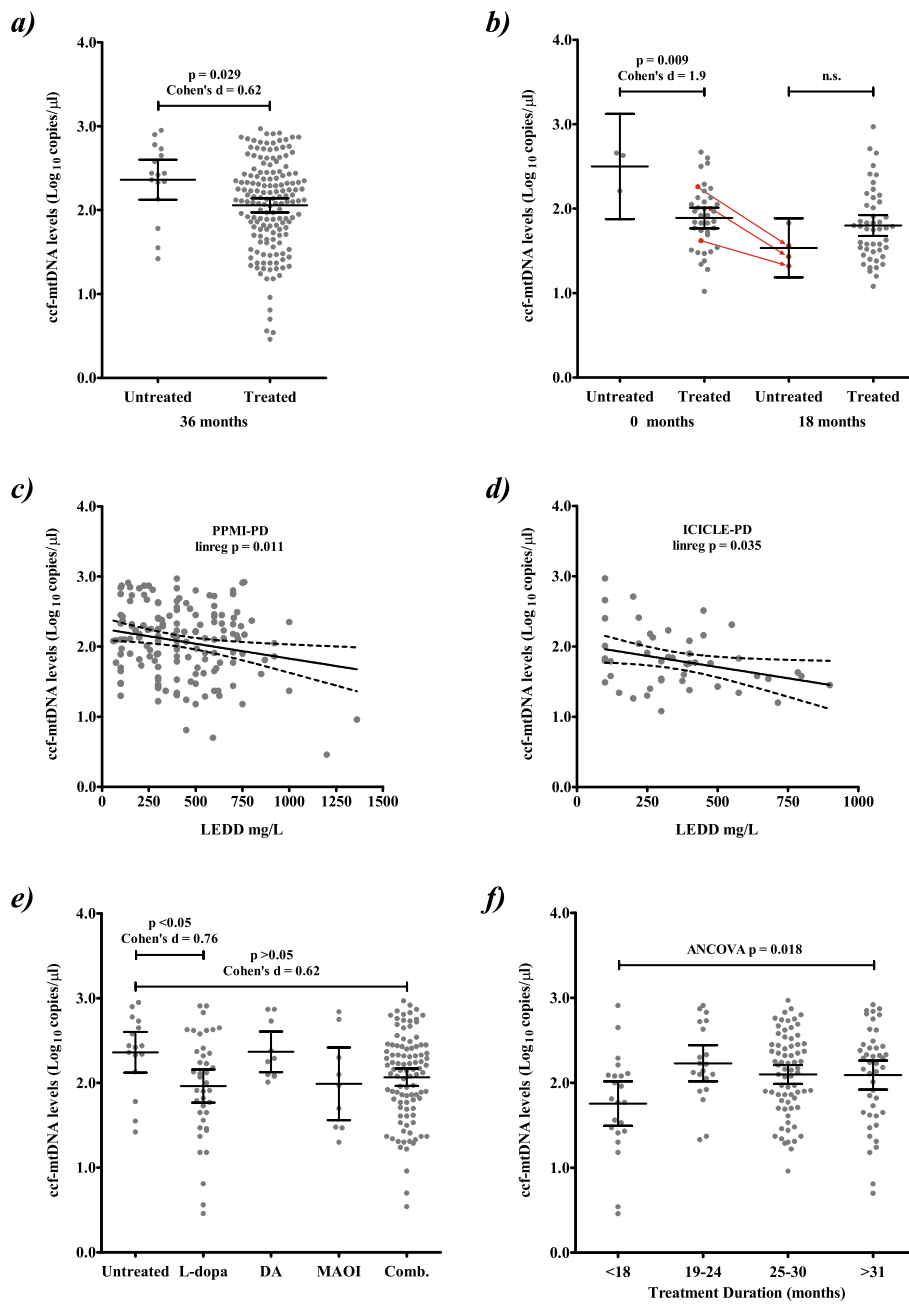 a)
ccf-mtDNA levels (Log10 copies/µl)
4.0
3.0
2.0
1.0
0.0
p = 0.029
Cohen's d = 0.62
Untreated Treated
36 months
b)
ccf-mtDNA levels (Log10 copies/µl)
4.0
3.0
2.0
1.0
0.0
p = 0.009
Cohen's d = 1.9
n.s.
Untreated Treated Untreated Treated
0 months 18 months
c)
ccf-mtDNA levels (Log10 copies/µl)
4.0
3.0
2.0
1.0
0.0
PPMI-PD
linreg p = 0.011
0 250 500 750 1000 1250 1500
LEDD mg/L
d)
ccf-mtDNA levels (Log10 copies/µl)
4.0
3.0
2.0
1.0
0.0
ICICLE-PD
linreg p = 0.035
0 250 500 750 1000
LEDD mg/L
e)
ccf-mtDNA levels (Log10 copies/µl)
4.0
3.0
2.0
1.0
0.0
p <0.05
Cohen's d = 0.76
p >0.05
Cohen's d = 0.62
Untreated L-dopa DA MAOI Comb.
f)
ccf-mtDNA levels (Log10 copies/µl)
4.0
3.0
2.0
1.0
0.0
ANCOVA p = 0.018
<18 19-24 25-30 >31
Treatment Duration (months)